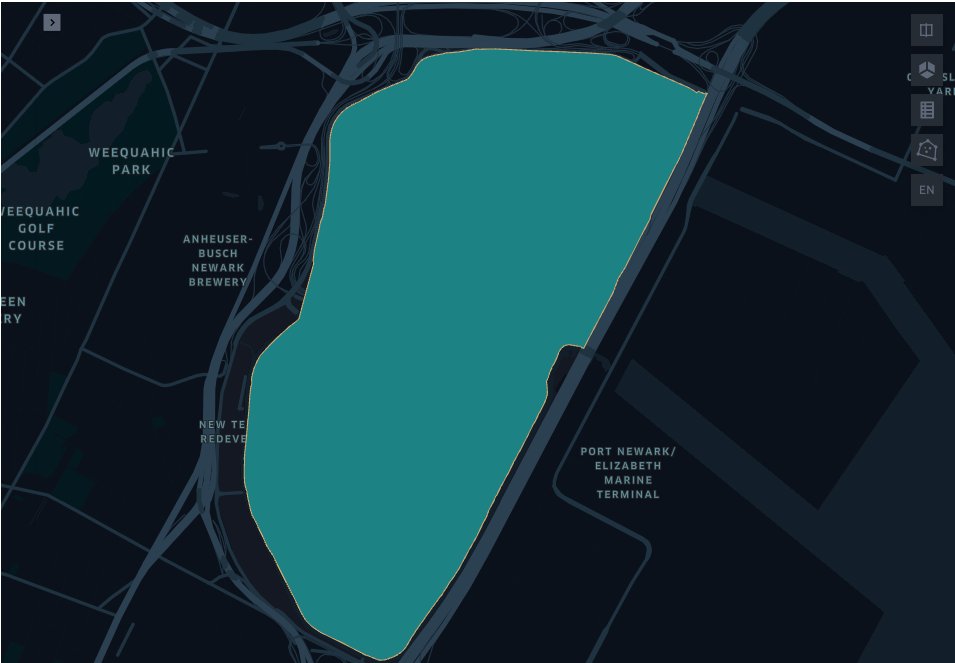 WEEQUAHIC
PARK
WEEQUAHIC
GOLF
COURSE
ANHEUSER-
BUSCH
NEWARK
BREWERY
EEN
RY
NEW TE
REDEVE
PORT NEWARK/
ELIZABETH
MARINE
TERMINAL
YAR
EN